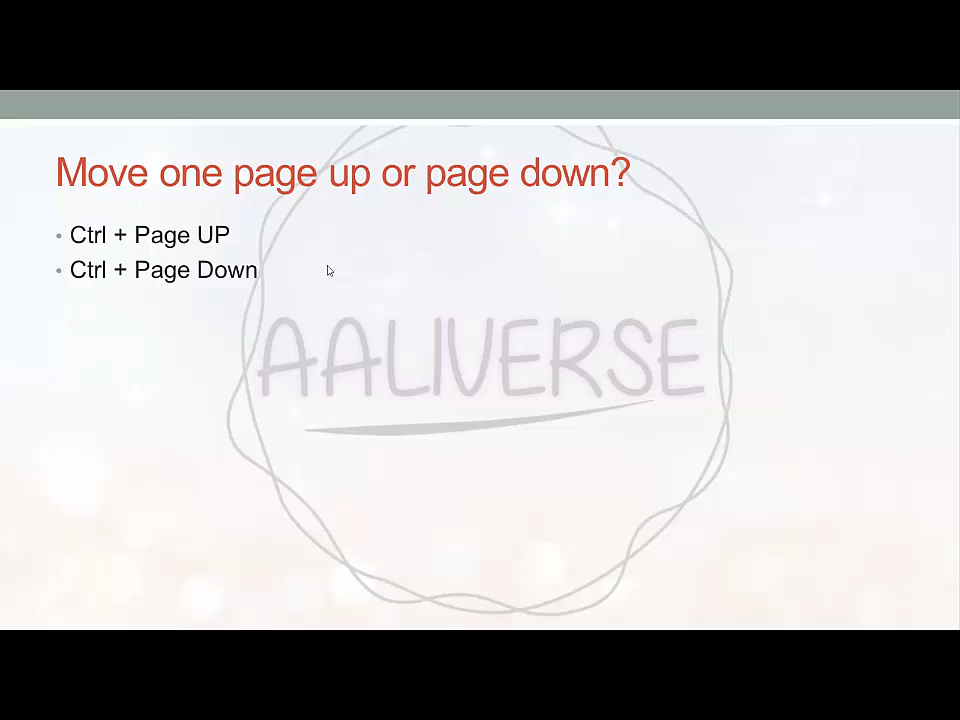 Move one page up or page down?
• Ctrl + Page UP
• Ctrl + Page Down
AALIVERSE